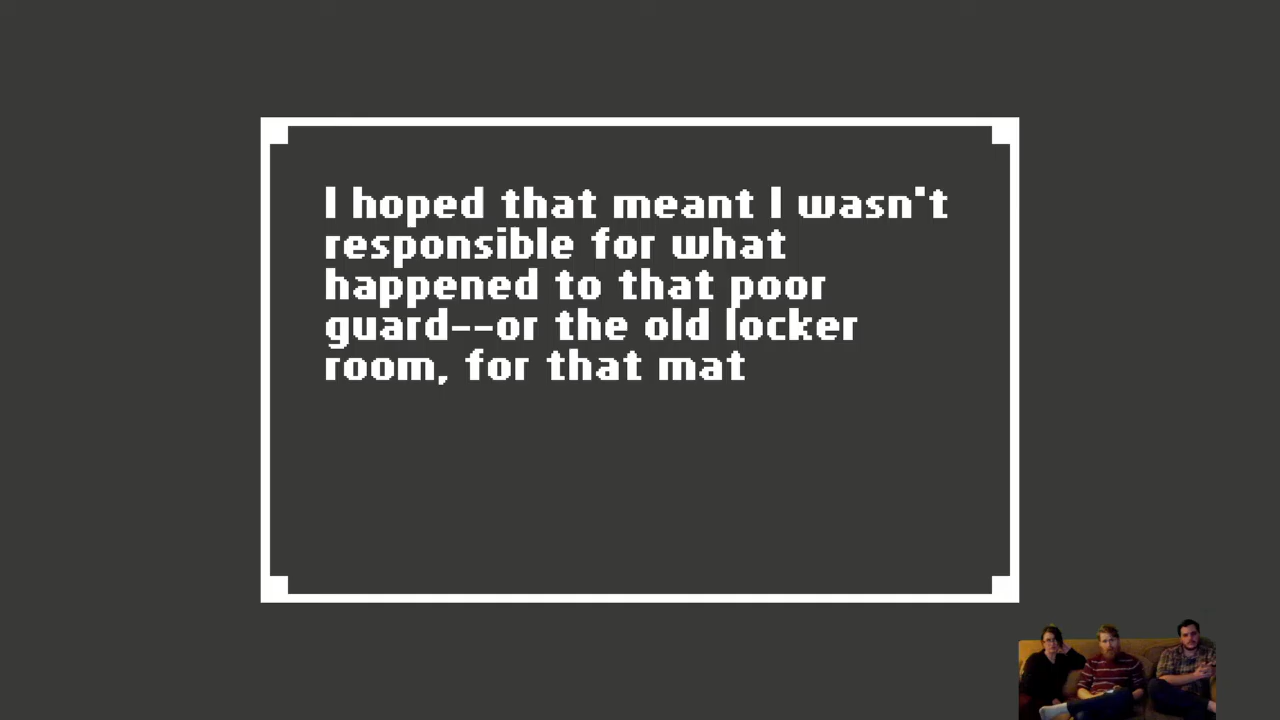 I hoped that meant I wasn't
responsible for what
happened to that poor
guard--or the old locker
room, for that mat